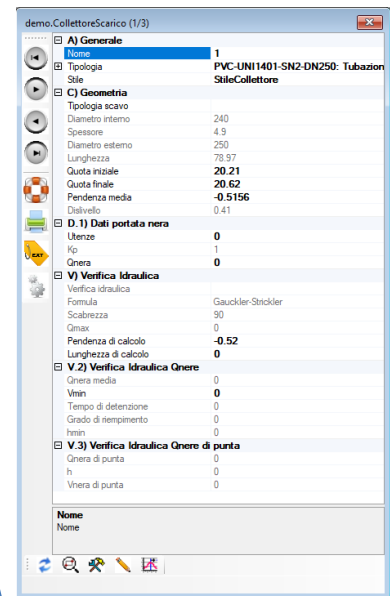 demo.CollettoreScarico (1/3)
A) Generale
Nome 1
Tipologia PVC-UNI1401-SN2-DN250: Tubazion
Stile StileCollettore
C) Geometria
Tipologia scavo
Diametro interno 240
Spessore 4.9
Diametro esterno 250
Lunghezza 78.97
Quota iniziale 20.21
Quota finale 20.62
Pendenza media -0.5156
Dislivello 0.41
D.1) Dati portata nera
Utenze 0
Kp 1
Qnera 0
V) Verifica Idraulica
Verifica idraulica
Formula Gauckler-Strickler
Scabrezza 90
Qmax 0
Pendenza di calcolo -0.52
Lunghezza di calcolo 0
V.2) Verifica Idraulica Qnere
Qnera media 0
Vmin 0
Tempo di detenzione 0
Grado di riempimento 0
hmin 0
V.3) Verifica Idraulica Qnere di punta
Qnera di punta 0
h 0
Vnera di punta 0
Nome
Nome